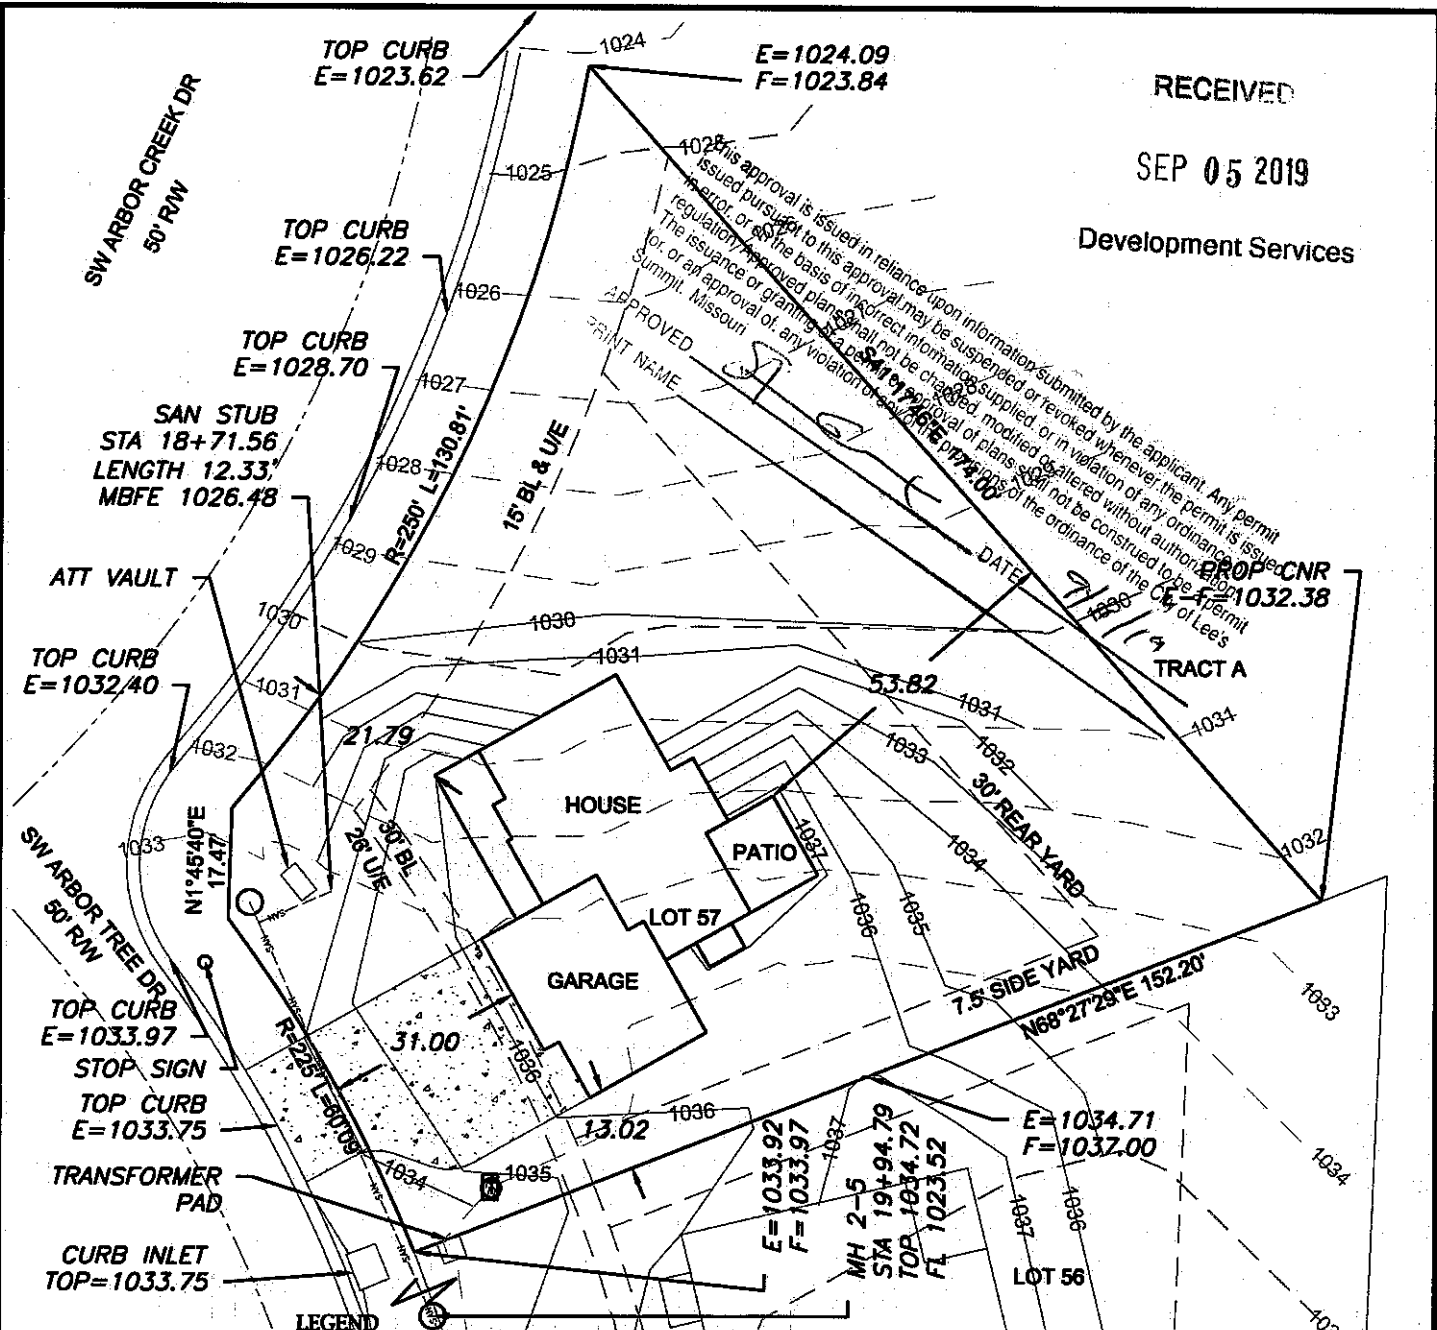 TOP CURB
E=1023.62
1024
E=1024.09
F=1023.84
RECEIVED
SEP 05 2019
Development Services
SW ARBOR CREEK DR
50' R/W
1025
TOP CURB
E=1026.22
1026
This approval is issued in reliance upon information submitted by the applicant. Any permit
issued pursuant to this approval may be suspended or revoked whenever the permit is issued
in error, or on the basis of incorrect information supplied, or in violation of any ordinance
regulation. Approved plans shall not be changed, modified or altered without authorization.
The issuance or granting of a permit or approval of plans shall not be construed to be a permit
for, or an approval of, any violation of any of the provisions of the ordinance of the City of Lee's
Summit, Missouri
APPROVED
PRINT NAME
DATE
S41°17'46"E 174.00'
TOP CURB
E=1028.70
1027
SAN STUB
STA 18+71.56
LENGTH 12.33'
MBFE 1026.48
1028
R=250' L=130.81'
15' BL & U/E
1029
ATT VAULT
PROP CNR
E=F=1032.38
1030
1030
1030
TRACT A
TOP CURB
E=1032.40
1031
1031
1031
1031
53.82
21.79
1032
1032
1033
HOUSE
30' REAR YARD
1032
1033
N1°45'40"E
17.47'
30' BL
26' U/E
PATIO
1037
1034
SW ARBOR TREE DR
50' R/W
LOT 57
1036
1035
GARAGE
7.5' SIDE YARD
N68°27'29"E 152.20'
1033
TOP CURB
E=1033.97
STOP SIGN
31.00
1036
R=225' L=60.09'
TOP CURB
E=1033.75
13.02
1036
E=1034.71
F=1037.00
TRANSFORMER
PAD
1034
1035
E=1033.92
F=1033.97
1037
MH 2-5
STA 19+94.79
TOP 1034.72
FL 1023.52
1037
1036
1034
CURB INLET
TOP=1033.75
LOT 56
LEGEND